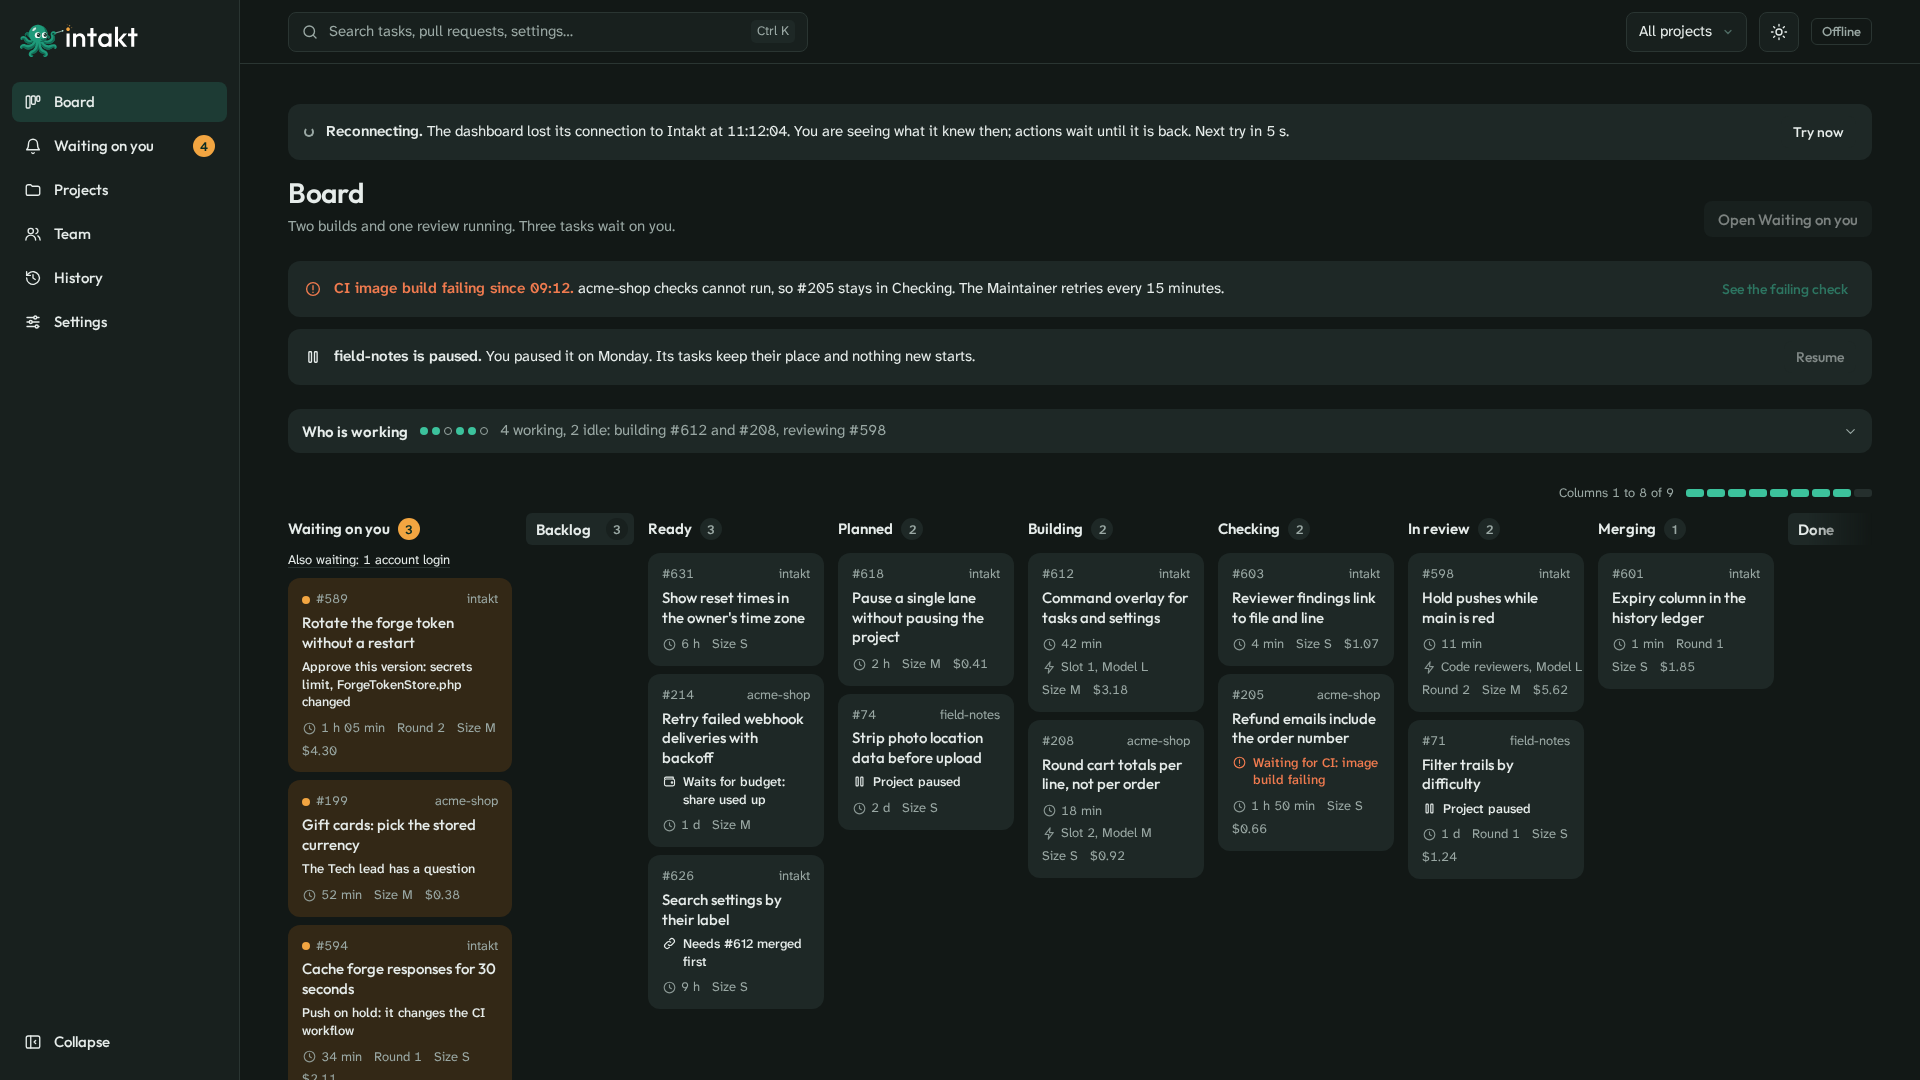 intakt
Search tasks, pull requests, settings...
Ctrl K
All projects
Offline
Board
Waiting on you
4
Projects
Team
History
Settings
Collapse
Reconnecting. The dashboard lost its connection to Intakt at 11:12:04. You are seeing what it knew then; actions wait until it is back. Next try in 5 s.
Try now
Board
Two builds and one review running. Three tasks wait on you.
Open Waiting on you
CI image build failing since 09:12. acme-shop checks cannot run, so #205 stays in Checking. The Maintainer retries every 15 minutes.
See the failing check
field-notes is paused. You paused it on Monday. Its tasks keep their place and nothing new starts.
Resume
Who is working
4 working, 2 idle: building #612 and #208, reviewing #598
Columns 1 to 8 of 9
Waiting on you 3
Also waiting: 1 account login
#589 intakt
Rotate the forge token
without a restart
Approve this version: secrets
limit, ForgeTokenStore.php
changed
1 h 05 min Round 2 Size M
$4.30
#199 acme-shop
Gift cards: pick the stored
currency
The Tech lead has a question
52 min Size M $0.38
#594 intakt
Cache forge responses for 30
seconds
Push on hold: it changes the CI
workflow
34 min Round 1 Size S
$2.11
Backlog 3
Ready 3
#631 intakt
Show reset times in
the owner's time zone
6 h Size S
#214 acme-shop
Retry failed webhook
deliveries with
backoff
Waits for budget:
share used up
1 d Size M
#626 intakt
Search settings by
their label
Needs #612 merged
first
9 h Size S
Planned 2
#618 intakt
Pause a single lane
without pausing the
project
2 h Size M $0.41
#74 field-notes
Strip photo location
data before upload
Project paused
2 d Size S
Building 2
#612 intakt
Command overlay for
tasks and settings
42 min
Slot 1, Model L
Size M $3.18
#208 acme-shop
Round cart totals per
line, not per order
18 min
Slot 2, Model M
Size S $0.92
Checking 2
#603 intakt
Reviewer findings link
to file and line
4 min Size S $1.07
#205 acme-shop
Refund emails include
the order number
Waiting for CI: image
build failing
1 h 50 min Size S
$0.66
In review 2
#598 intakt
Hold pushes while
main is red
11 min
Code reviewers, Model L
Round 2 Size M $5.62
#71 field-notes
Filter trails by
difficulty
Project paused
1 d Round 1 Size S
$1.24
Merging 1
#601 intakt
Expiry column in the
history ledger
1 min Round 1
Size S $1.85
Done